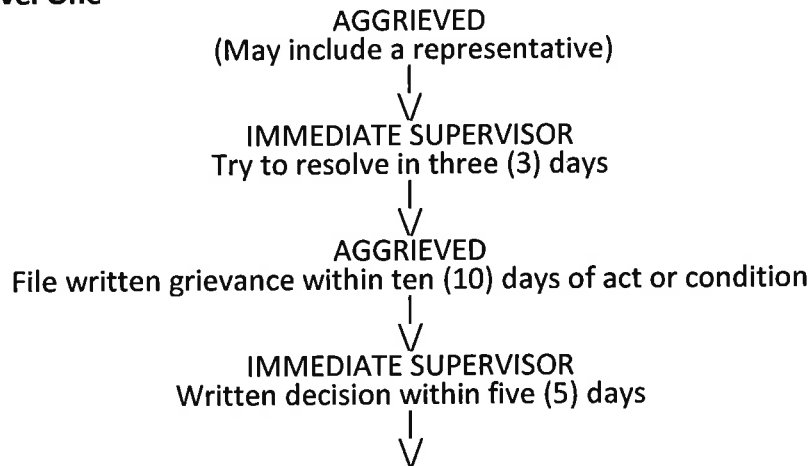 One
AGGRIEVED
(May include a representative)
IMMEDIATE SUPERVISOR
Try to resolve in three (3) days
AGGRIEVED
File written grievance within ten (10) days of act or condition
IMMEDIATE SUPERVISOR
Written decision within five (5) days